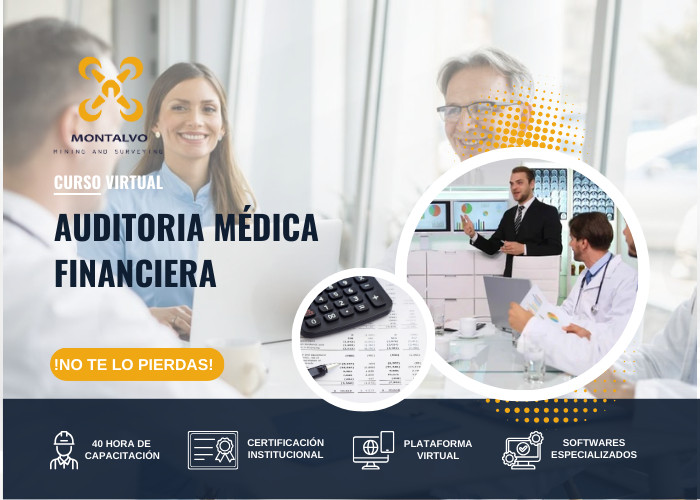 MONTALVO
MINING AND SURVEYING
CURSO VIRTUAL
AUDITORIA MÉDICA
FINANCIERA
!NO TE LO PIERDAS!
40 HORA DE
CAPACITACIÓN
CERTIFICACIÓN
INSTITUCIONAL
PLATAFORMA
VIRTUAL
SOFTWARES
ESPECIALIZADOS